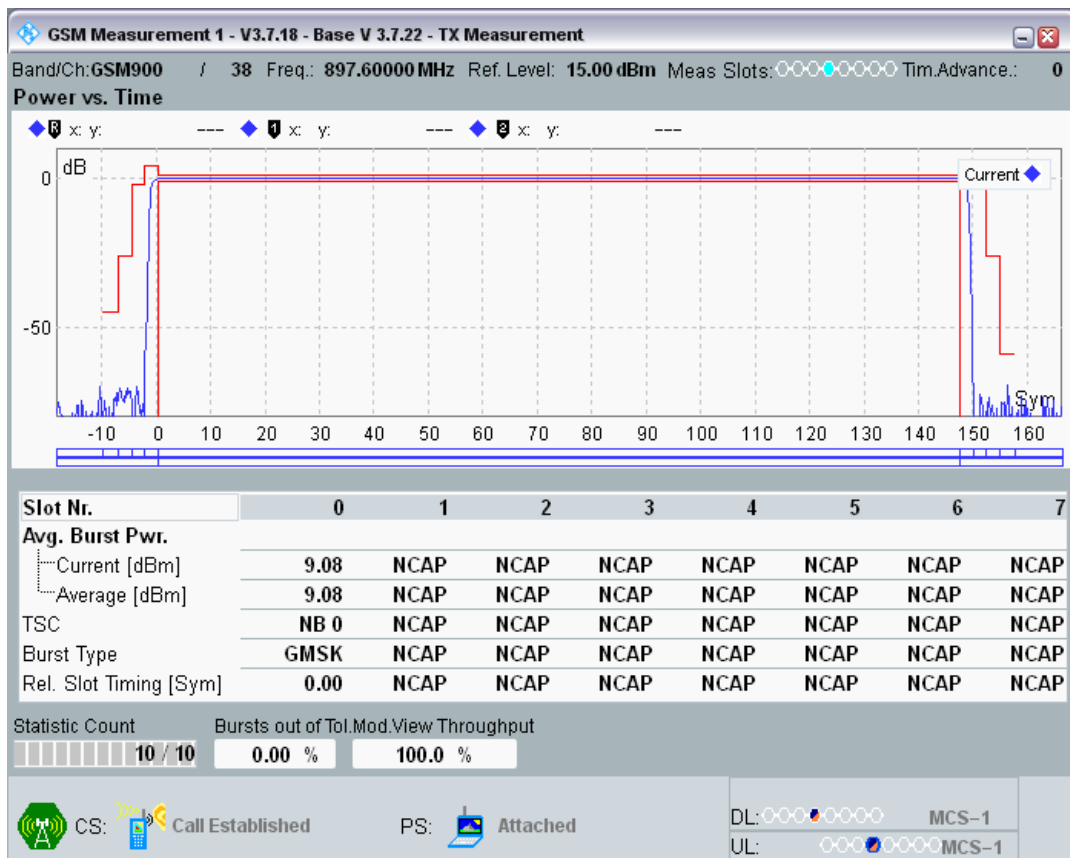 GSM Measurement 1 - V3.7.18 - Base V 3.7.22 - TX Measurement
Band/Ch:GSM900 / 38 Freq.: 897.60000 MHz Ref. Level: 15.00 dBm Meas Slots: Tim.Advance.: 0
Power vs. Time
R x: y: --- 1 x: y: --- 2 x: y: ---
dB
Current
0
-50
Sym
-10 0 10 20 30 40 50 60 70 80 90 100 110 120 130 140 150 160
Slot Nr. 0 1 2 3 4 5 6 7
Avg. Burst Pwr.
Current [dBm] 9.08 NCAP NCAP NCAP NCAP NCAP NCAP NCAP
Average [dBm] 9.08 NCAP NCAP NCAP NCAP NCAP NCAP NCAP
TSC NB 0 NCAP NCAP NCAP NCAP NCAP NCAP NCAP
Burst Type GMSK NCAP NCAP NCAP NCAP NCAP NCAP NCAP
Rel. Slot Timing [Sym] 0.00 NCAP NCAP NCAP NCAP NCAP NCAP NCAP
Statistic Count Bursts out of Tol.Mod.View Throughput
10 / 10 0.00 % 100.0 %
CS: Call Established PS: Attached
DL: MCS-1
UL: MCS-1